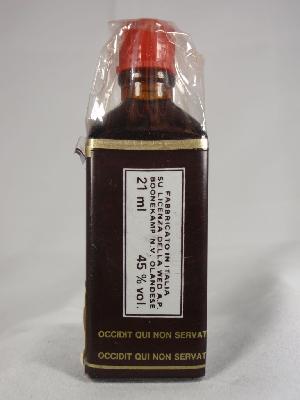 FABBRICATO IN ITALIA
SU LICENZA DELLA WED A.P.
BOONEKAMP N.V. OLANDESE
21 ml 45 % vol.
OCCIDIT QUI NON SERVAT
OCCIDIT QUI NON SERVAT